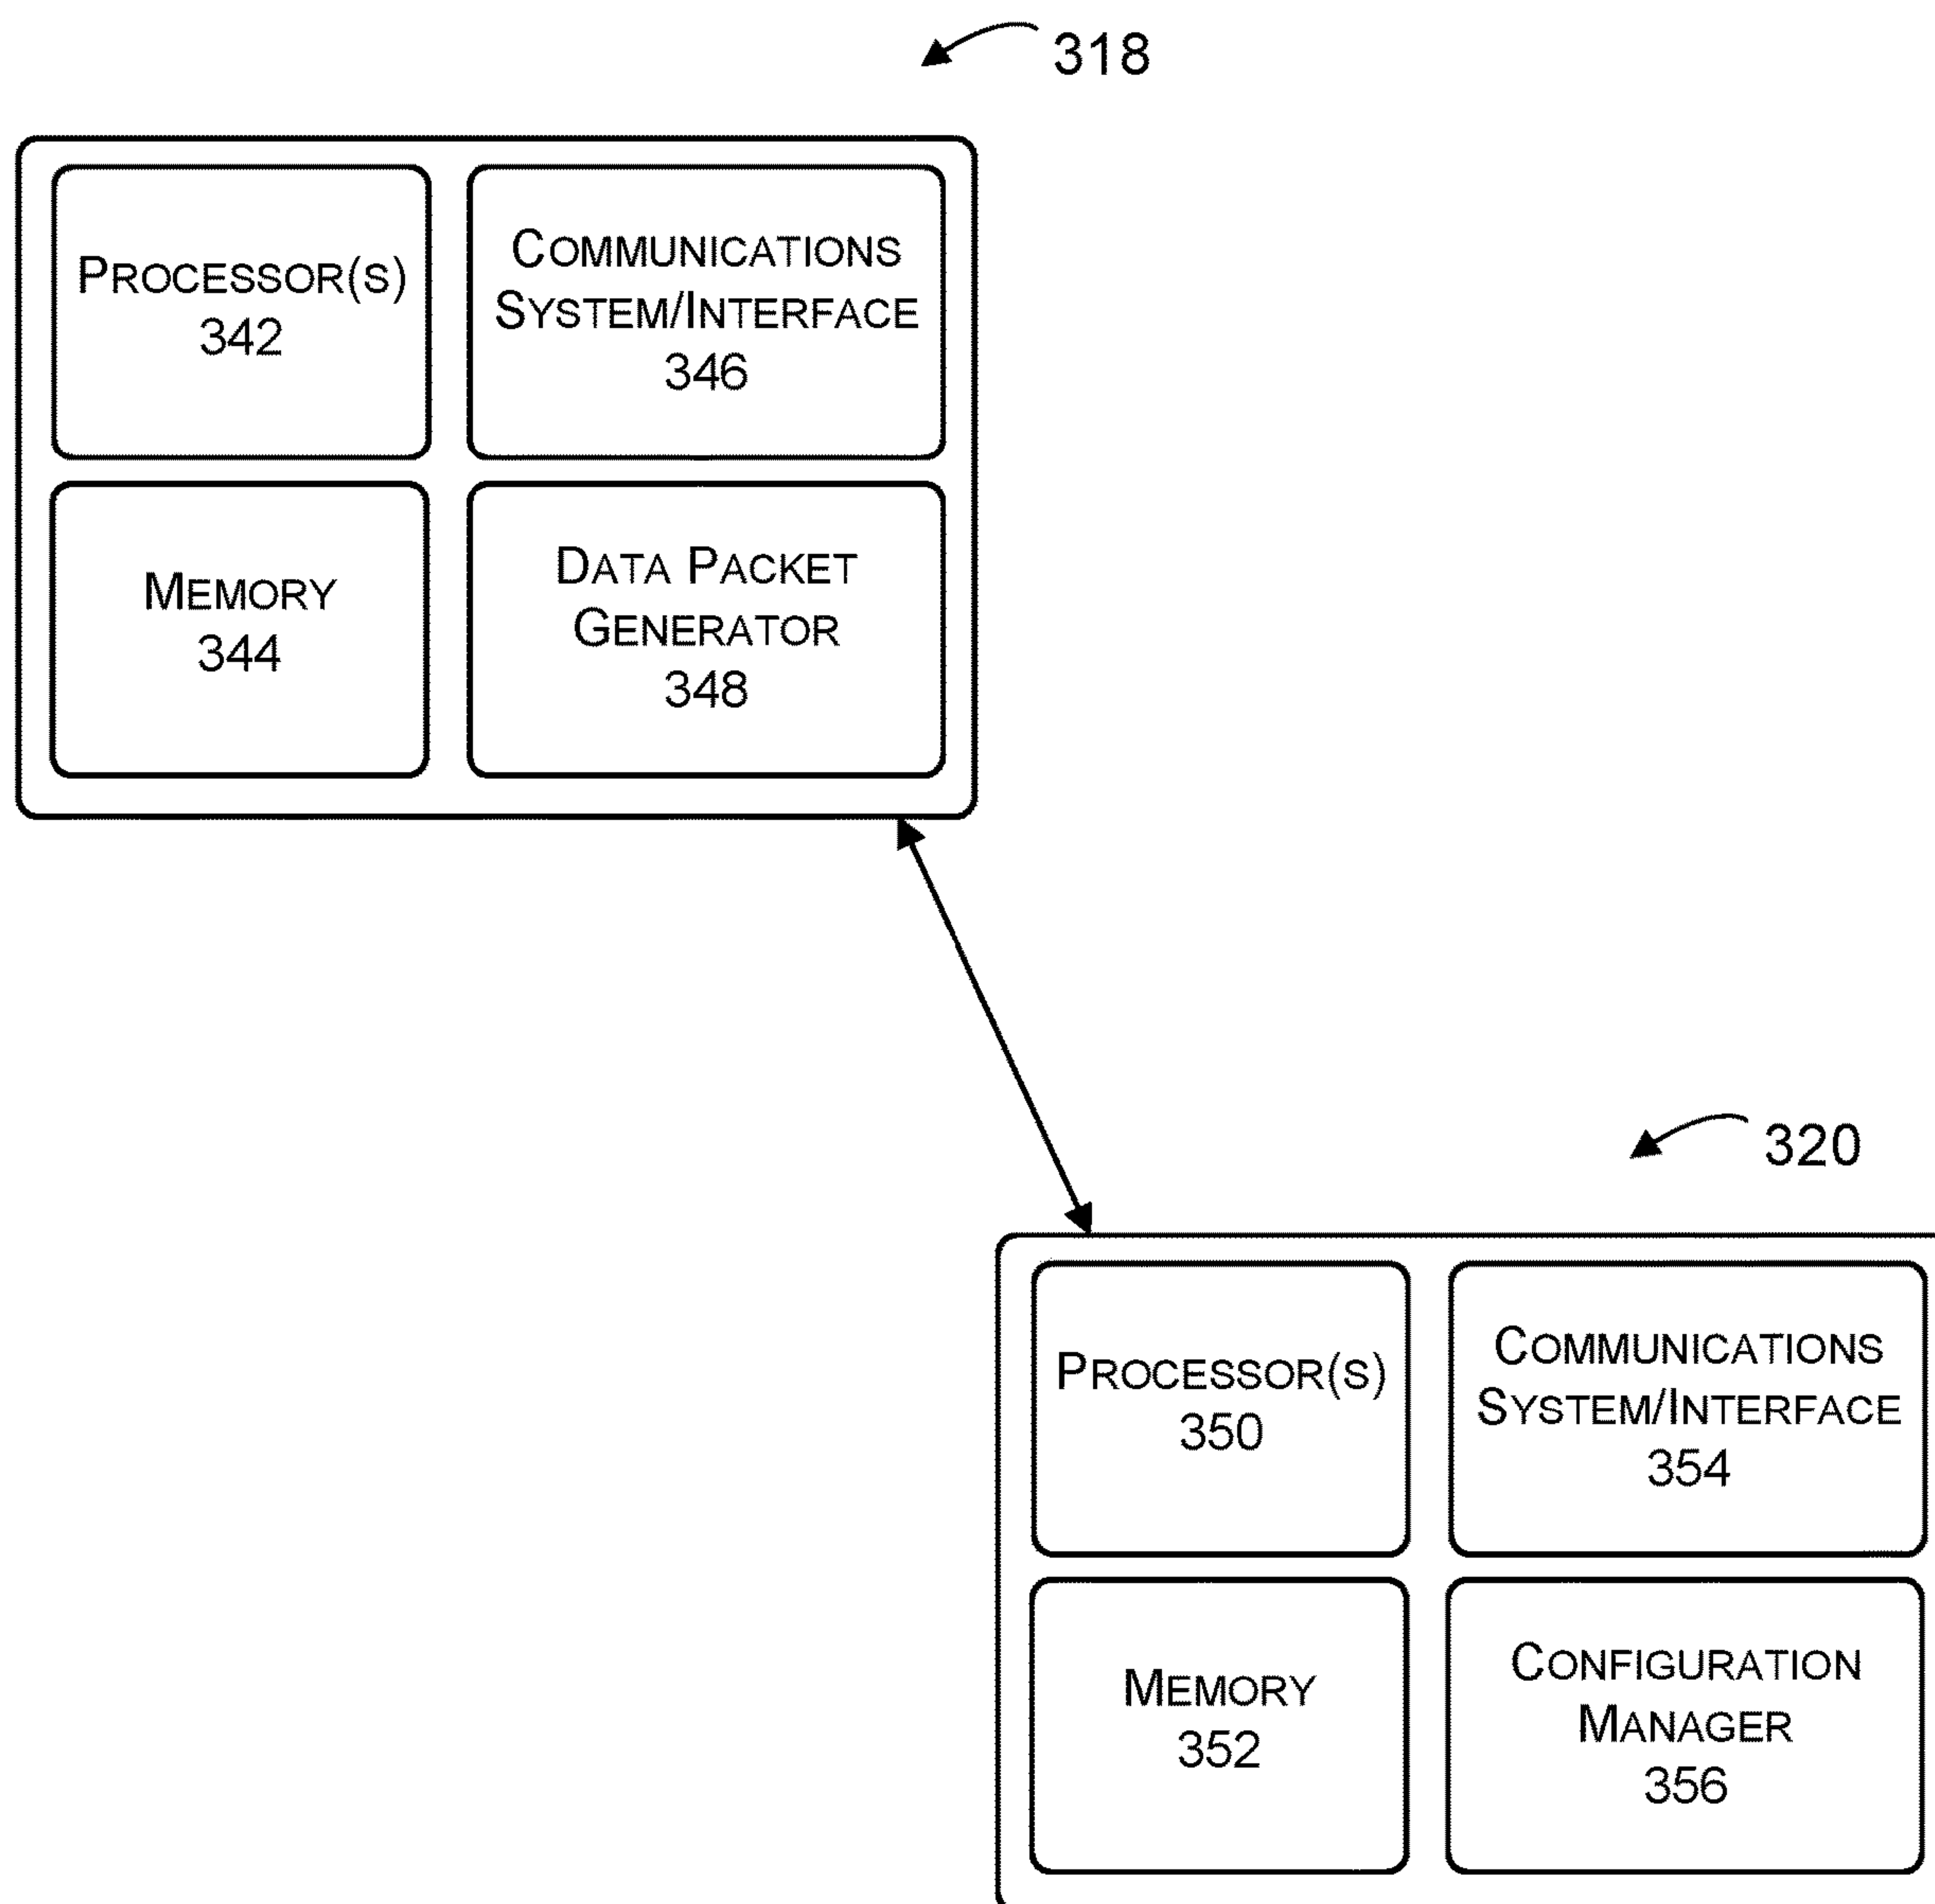 318
PROCESSOR(S)
342
COMMUNICATIONS
SYSTEM/INTERFACE
346
MEMORY
344
DATA PACKET
GENERATOR
348
320
PROCESSOR(S)
350
COMMUNICATIONS
SYSTEM/INTERFACE
354
MEMORY
352
CONFIGURATION
MANAGER
356